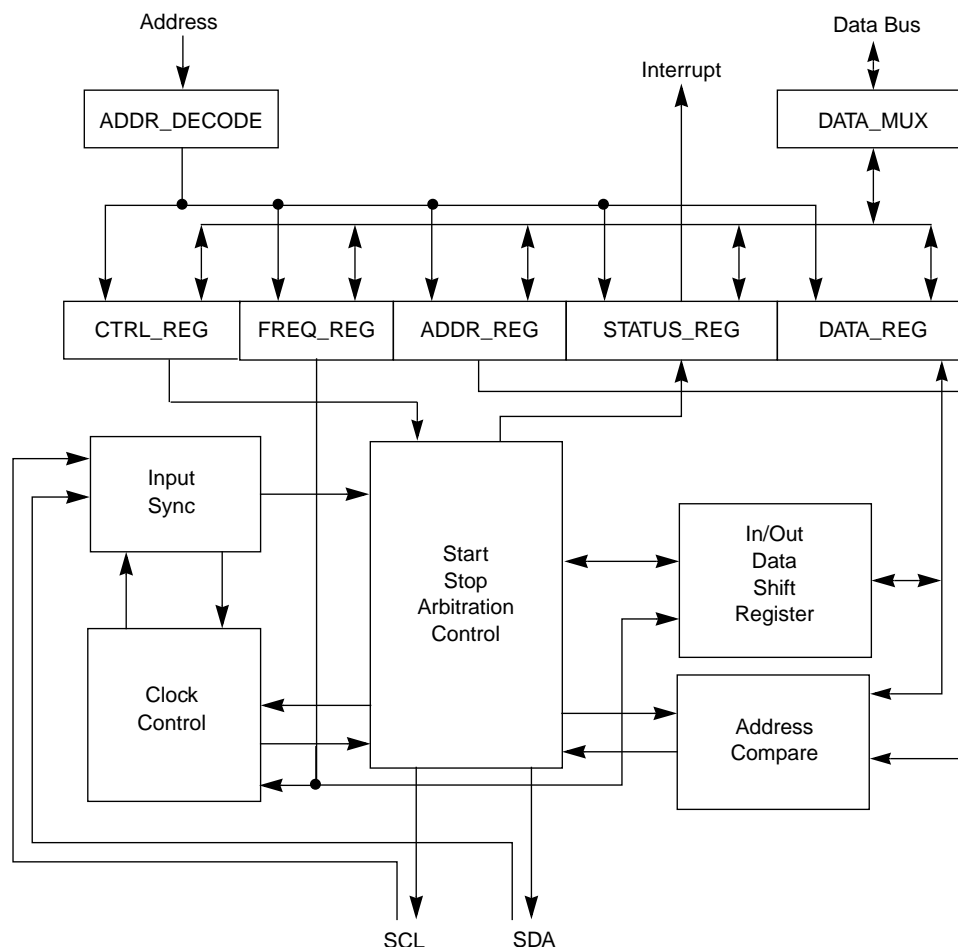 Address
Data Bus
Interrupt
ADDR_DECODE
DATA_MUX
CTRL_REG
FREQ_REG
ADDR_REG
STATUS_REG
DATA_REG
Input
Sync
Start
Stop
Arbitration
Control
In/Out
Data
Shift
Register
Clock
Control
Address
Compare
SCL
SDA